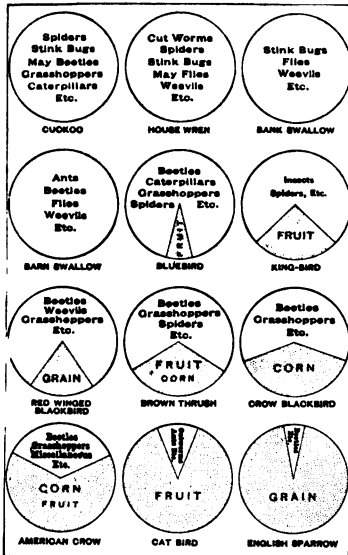 Spiders
Stink Bugs
May Beetles
Grasshoppers
Caterpillars
Etc.
CUCKOO
Cut Worms
Spiders
Stink Bugs
May Flies
Weevils
Etc.
HOUSE WREN
Stink Bugs
Flies
Weevils
Etc.
BANK SWALLOW
Ants
Beetles
Flies
Weevils
Etc.
BARN SWALLOW
Beetles
Caterpillars
Grasshoppers
Spiders Etc.
FRUIT
BLUEBIRD
Insects
Spiders, Etc.
FRUIT
KING-BIRD
Beetles
Weevils
Grasshoppers
Etc.
GRAIN
RED WINGED
BLACKBIRD
Beetles
Grasshoppers
Spiders
Etc.
FRUIT
CORN
BROWN THRUSH
Beetles
Grasshoppers
Etc.
CORN
CROW BLACKBIRD
Beetles
Grasshoppers
Miscellaneous
Etc.
CORN
FRUIT
AMERICAN CROW
FRUIT
CAT BIRD
GRAIN
ENGLISH SPARROW